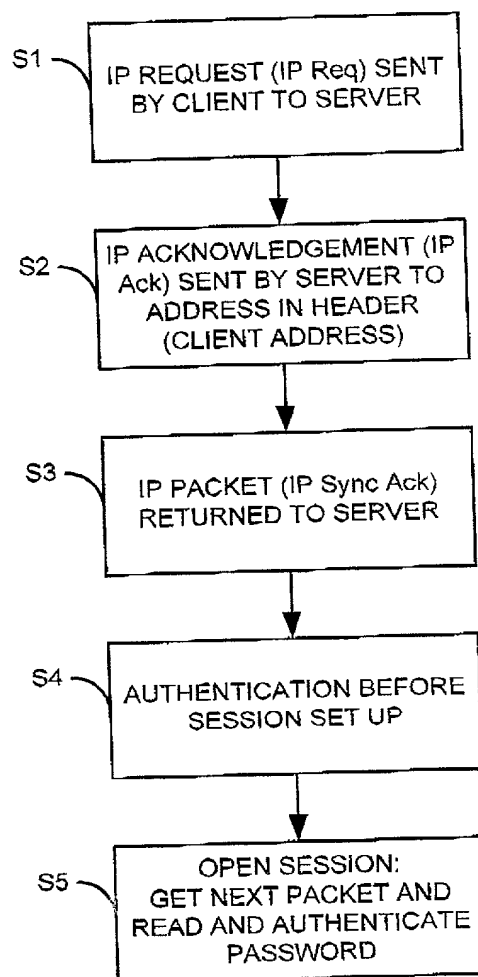 S1
IP REQUEST (IP Req) SENT
BY CLIENT TO SERVER
S2
IP ACKNOWLEDGEMENT (IP
Ack) SENT BY SERVER TO
ADDRESS IN HEADER
(CLIENT ADDRESS)
S3
IP PACKET (IP Sync Ack)
RETURNED TO SERVER
S4
AUTHENTICATION BEFORE
SESSION SET UP
S5
OPEN SESSION:
GET NEXT PACKET AND
READ AND AUTHENTICATE
PASSWORD